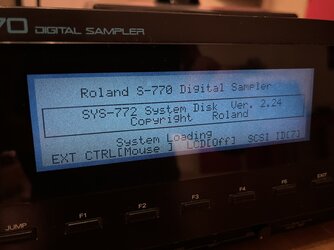 70 DIGITAL SAMPLER
Roland S-770 Digital Sampler
SYS-772 System Disk Ver. 2.24
Copyright Roland
System Loading
EXT CTRL[Mouse ] LCD[Off] SCSI ID[7]
JUMP F1 F2 F3 F4 F5 EXIT